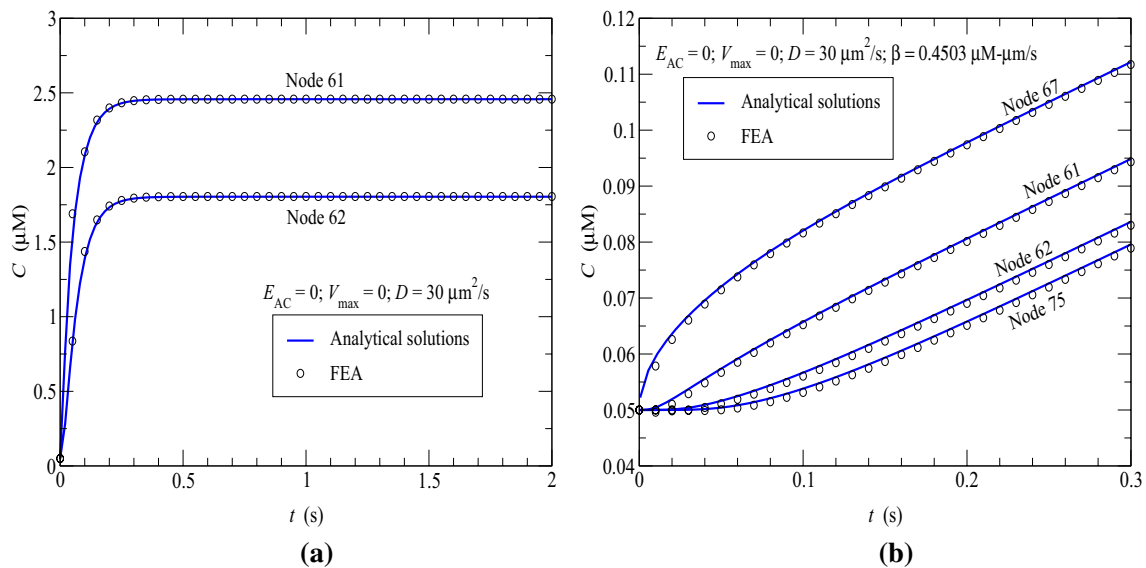 3
2.5
2
1.5
1
0.5
0
C (μM)
Node 61
Node 62
E_AC = 0; V_max = 0; D = 30 μm²/s
Analytical solutions
FEA
0
0.5
1
1.5
2
t (s)
(a)
0.12
0.11
0.1
0.09
0.08
0.07
0.06
0.05
0.04
C (μM)
E_AC = 0; V_max = 0; D = 30 μm²/s; β = 0.4503 μM-μm/s
Analytical solutions
FEA
Node 67
Node 61
Node 62
Node 75
0
0.1
0.2
0.3
t (s)
(b)